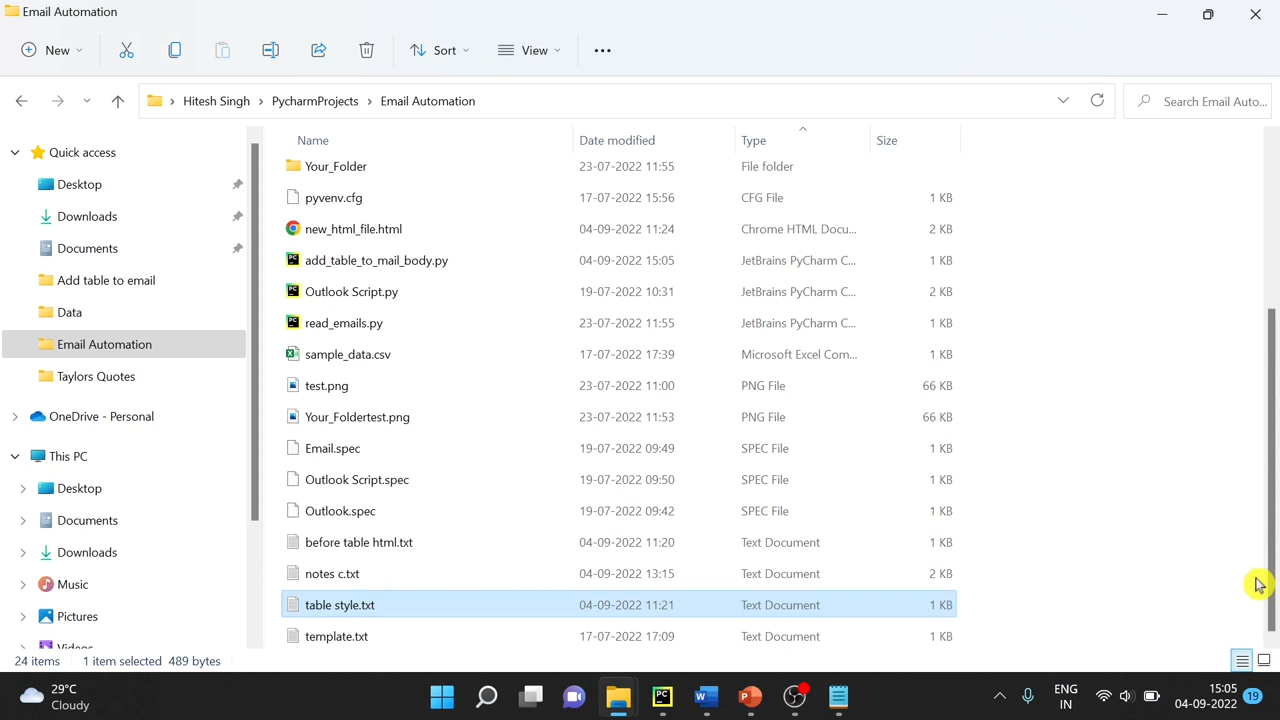 Email Automation
New
Sort
View
Hitesh Singh
PycharmProjects
Email Automation
Search Email Auto...
Quick access
Desktop
Downloads
Documents
Add table to email
Data
Email Automation
Taylors Quotes
OneDrive - Personal
This PC
Desktop
Documents
Downloads
Music
Pictures
Videos
Name Date modified Type Size
Your_Folder 23-07-2022 11:55 File folder
pyvenv.cfg 17-07-2022 15:56 CFG File 1 KB
new_html_file.html 04-09-2022 11:24 Chrome HTML Docu... 2 KB
add_table_to_mail_body.py 04-09-2022 15:05 JetBrains PyCharm C... 1 KB
Outlook Script.py 19-07-2022 10:31 JetBrains PyCharm C... 2 KB
read_emails.py 23-07-2022 11:55 JetBrains PyCharm C... 1 KB
sample_data.csv 17-07-2022 17:39 Microsoft Excel Com... 1 KB
test.png 23-07-2022 11:00 PNG File 66 KB
Your_Foldertest.png 23-07-2022 11:53 PNG File 66 KB
Email.spec 19-07-2022 09:49 SPEC File 1 KB
Outlook Script.spec 19-07-2022 09:50 SPEC File 1 KB
Outlook.spec 19-07-2022 09:42 SPEC File 1 KB
before table html.txt 04-09-2022 11:20 Text Document 1 KB
notes c.txt 04-09-2022 13:15 Text Document 2 KB
table style.txt 04-09-2022 11:21 Text Document 1 KB
template.txt 17-07-2022 17:09 Text Document 1 KB
24 items 1 item selected 489 bytes
29°C
Cloudy
ENG
IN
15:05
04-09-2022
19